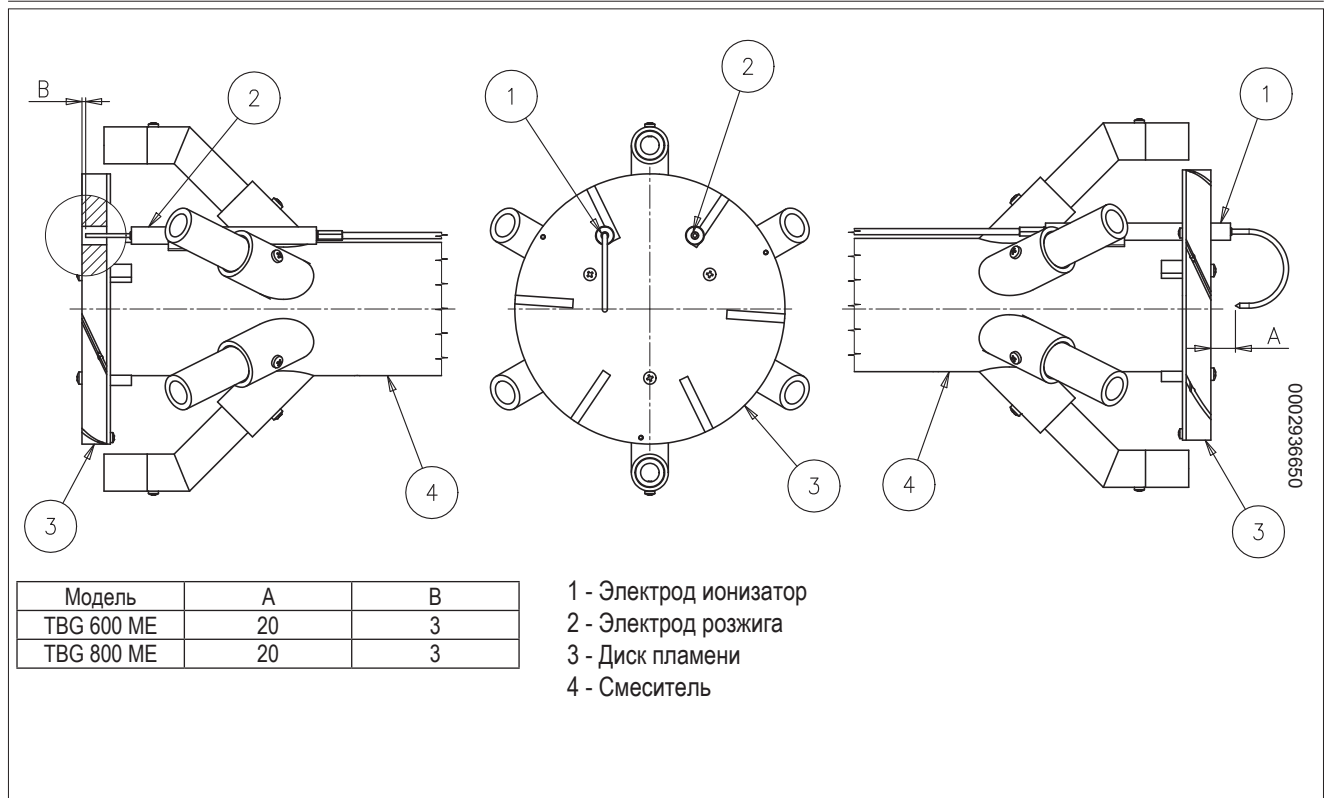 B
2
1
2
1
A
3
4
3
4
3
0002936650
Модель A B
TBG 600 ME 20 3
TBG 800 ME 20 3
1 - Электрод ионизатор
2 - Электрод розжига
3 - Диск пламени
4 - Смеситель